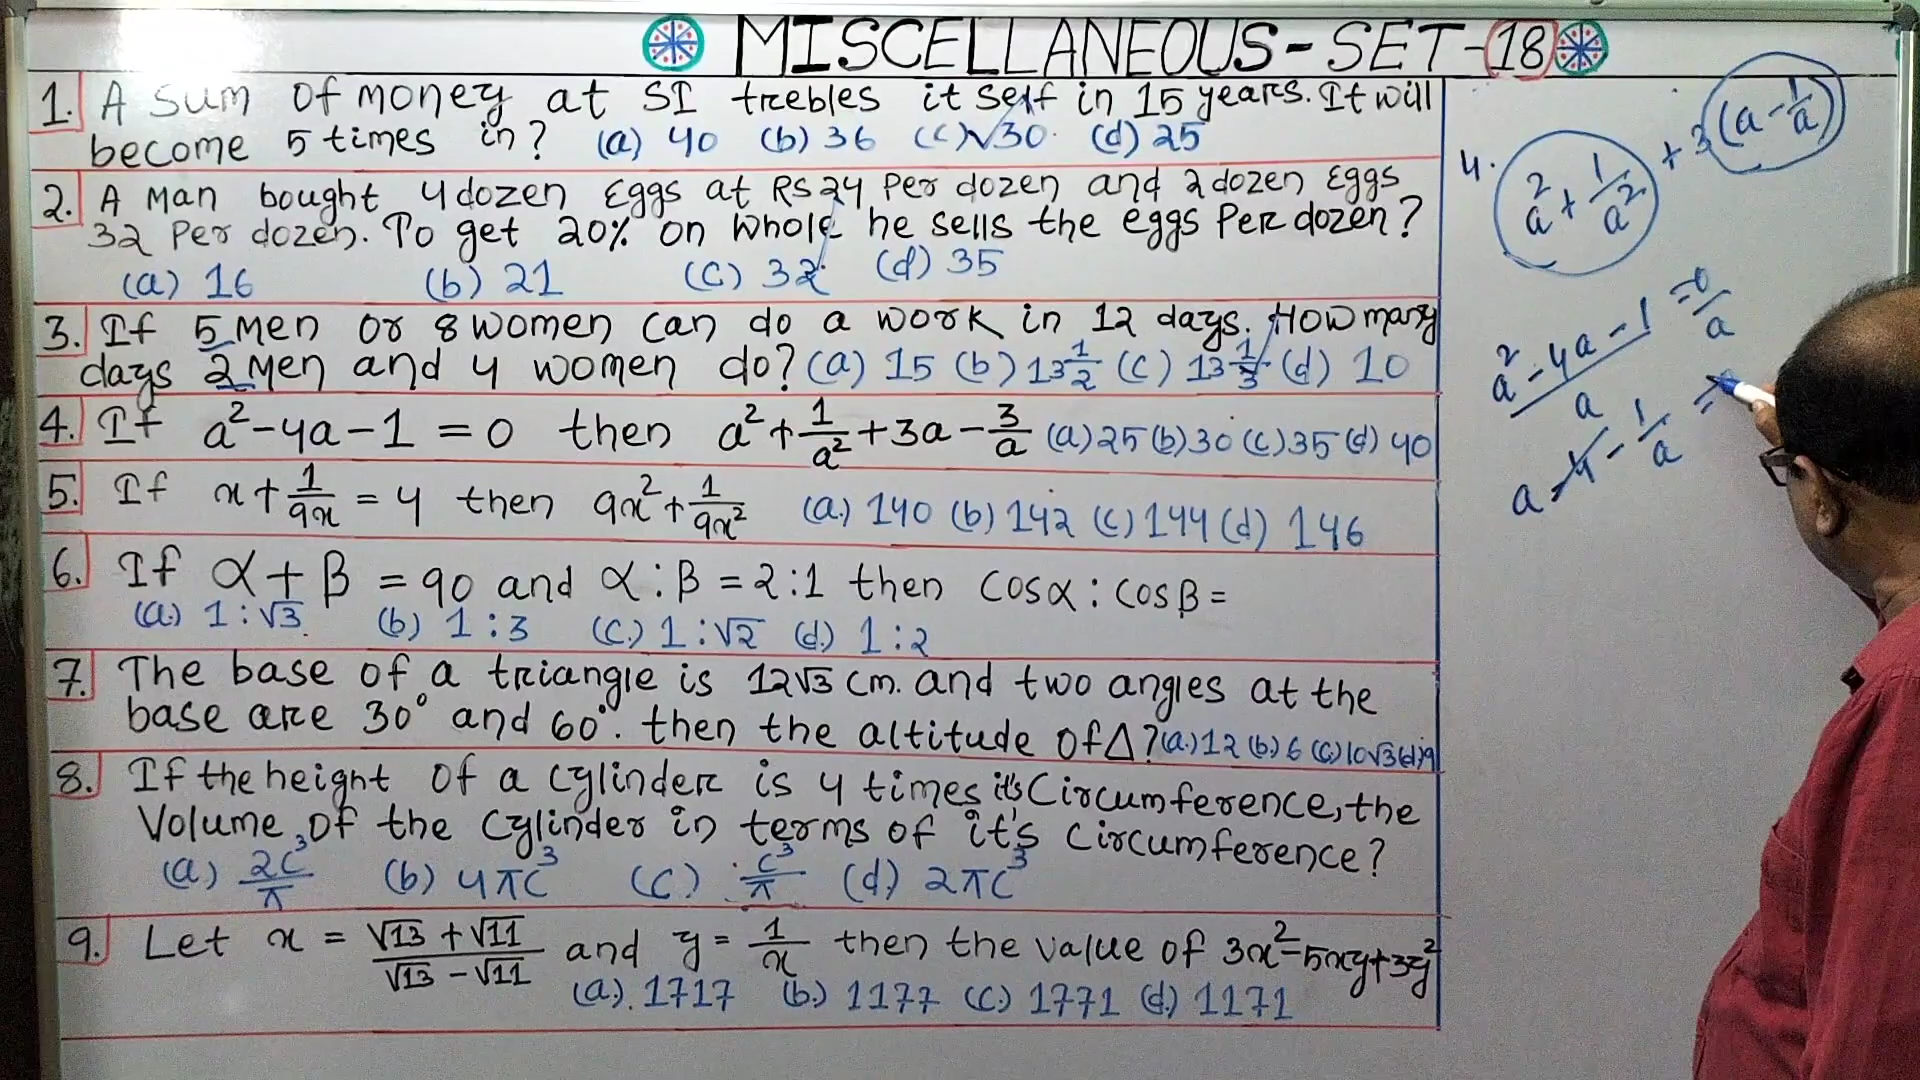 MISCELLANEOUS - SET - 18
1. A sum of money at SI trebles it self in 15 years. It will
become 5 times in? (a) 40 (b) 36 (c) √30 (d) 25
2. A Man bought 4 dozen Eggs at RS 24 Per dozen and 2 dozen Eggs
32 Per dozen. To get 20% on whole he sells the eggs Per dozen?
(a) 16 (b) 21 (c) 32 (d) 35
3. If 5 Men or 8 women can do a work in 12 days. How many
days 2 Men and 4 women do? (a) 15 (b) 13 1/2 (c) 13 1/3 (d) 10
4. If a² - 4a - 1 = 0 then a² + 1/a² + 3a - 3/a (a) 25 (b) 30 (c) 35 (d) 40
5. If x + 1/9x = 4 then 9x² + 1/9x² (a) 140 (b) 142 (c) 144 (d) 146
6. If α + β = 90 and α : β = 2 : 1 then cosα : cosβ =
(a) 1 : √3 (b) 1 : 3 (c) 1 : √2 (d) 1 : 2
7. The base of a triangle is 12√3 cm. and two angles at the
base are 30° and 60°. then the altitude of Δ? (a) 12 (b) 6 (c) 10√3 (d) 9
8. If the height of a cylinder is 4 times it's Circumference, the
Volume of the cylinder in terms of it's Circumference?
(a) 2c³/π (b) 4πc³ (c) c³/π (d) 2πc³
9. Let x = √13 + √11 / √13 - √11 and y = 1/x then the value of 3x² - 5xy + 3y²
(a) 1717 (b) 1177 (c) 1771 (d) 1171
4. a² + 1/a² + 3(a - 1/a)
a² - 4a - 1 / a = 0/a
a - 4 - 1/a =